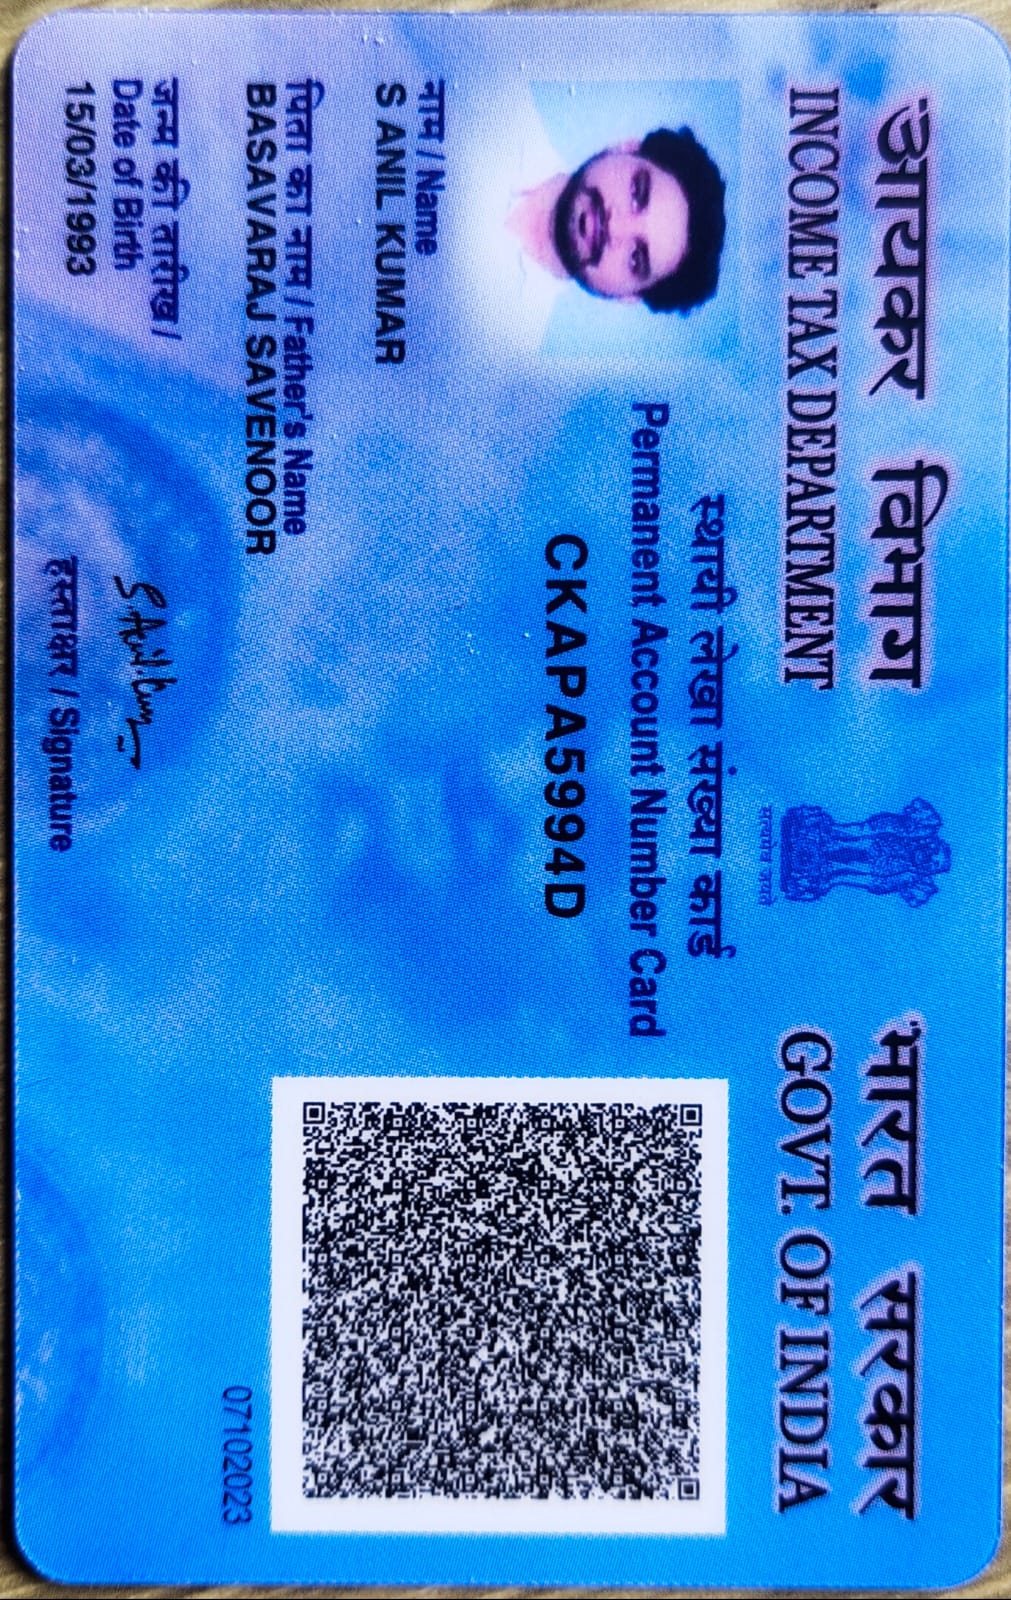 आयकर विभाग
INCOME TAX DEPARTMENT
सत्यमेव जयते
भारत सरकार
GOVT. OF INDIA
स्थायी लेखा संख्या कार्ड
Permanent Account Number Card
CKAPA5994D
नाम / Name
S ANIL KUMAR
पिता का नाम / Father's Name
BASAVARAJ SAVENOOR
07102023
जन्म की तारीख /
Date of Birth
15/03/1993
S.Anil.Kum
हस्ताक्षर / Signature